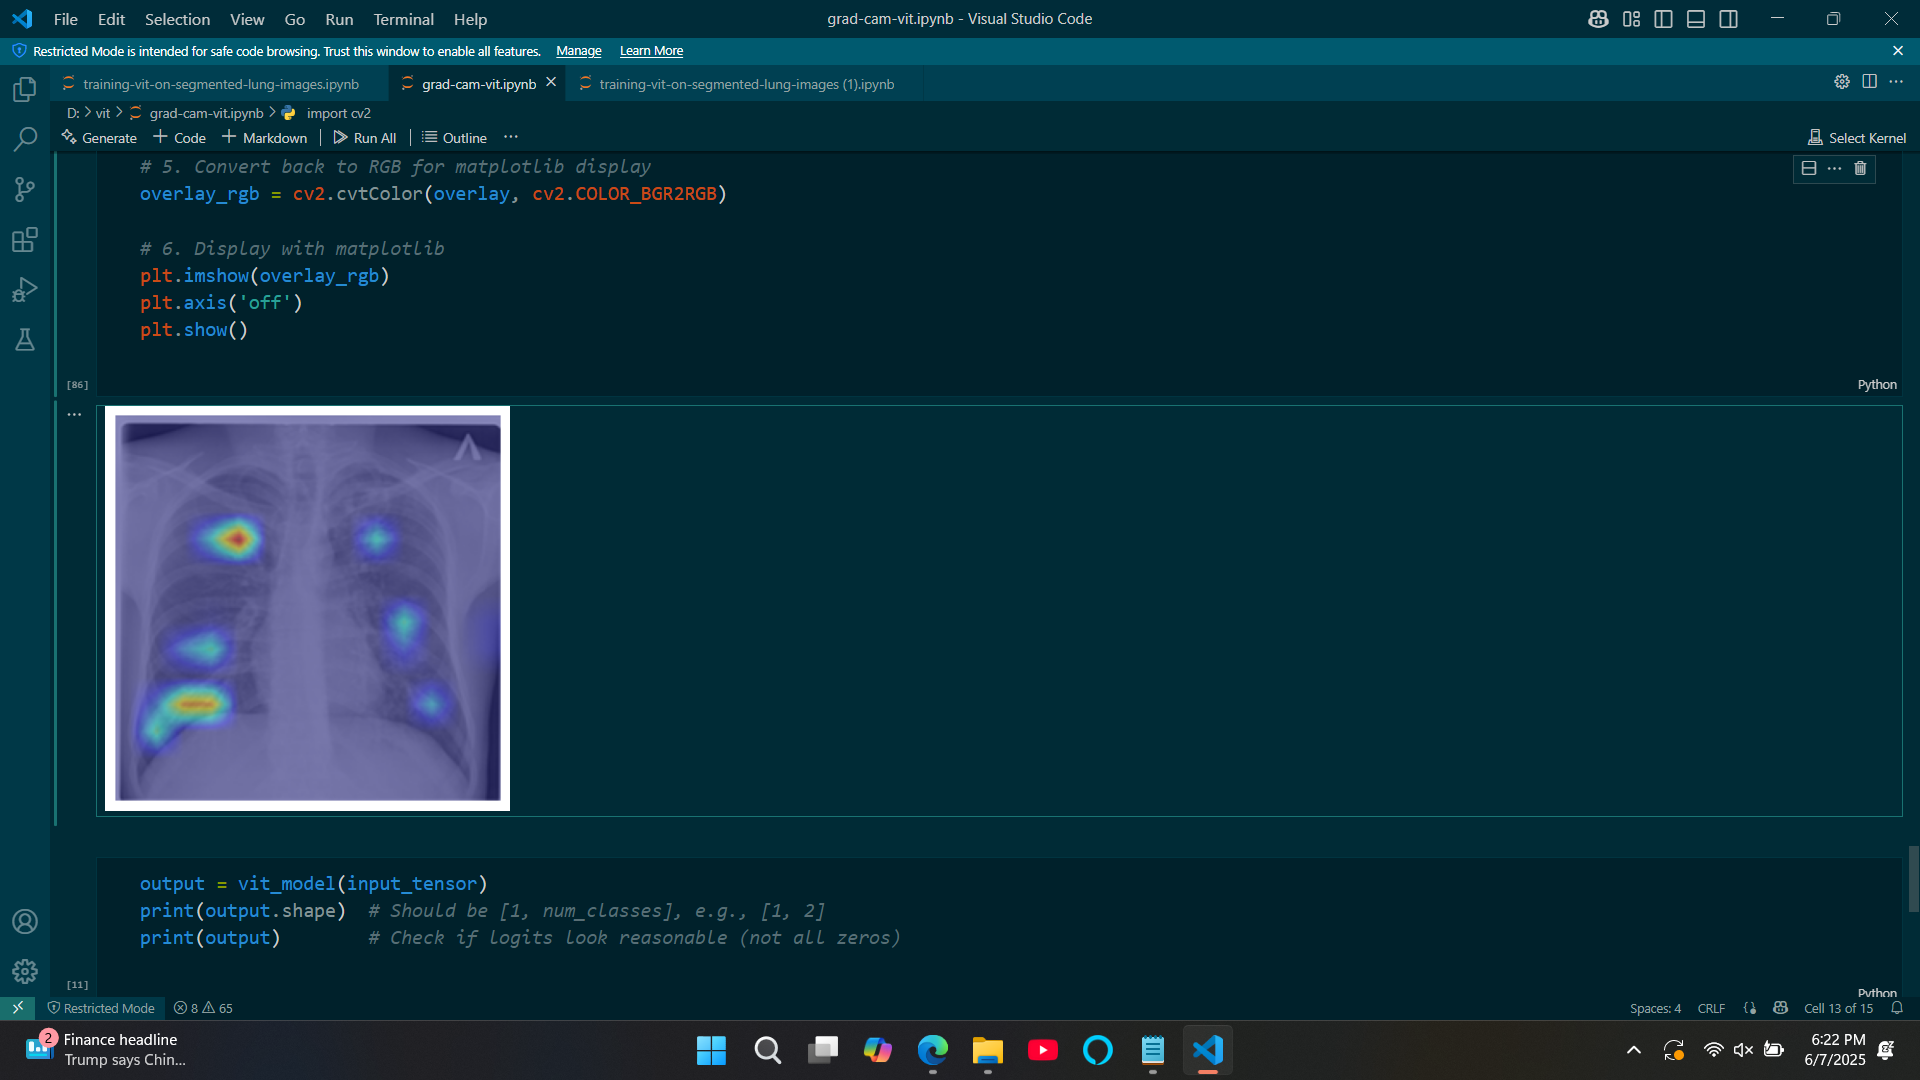 File Edit Selection View Go Run Terminal Help
grad-cam-vit.ipynb - Visual Studio Code
Restricted Mode is intended for safe code browsing. Trust this window to enable all features. Manage Learn More
training-vit-on-segmented-lung-images.ipynb
grad-cam-vit.ipynb
training-vit-on-segmented-lung-images (1).ipynb
D: > vit > grad-cam-vit.ipynb > import cv2
Generate + Code + Markdown | Run All | Outline ...
Select Kernel
# 5. Convert back to RGB for matplotlib display
overlay_rgb = cv2.cvtColor(overlay, cv2.COLOR_BGR2RGB)
# 6. Display with matplotlib
plt.imshow(overlay_rgb)
plt.axis('off')
plt.show()
[86]
Python
output = vit_model(input_tensor)
print(output.shape)  # Should be [1, num_classes], e.g., [1, 2]
print(output)        # Check if logits look reasonable (not all zeros)
[11]
Python
Restricted Mode 8 65
Spaces: 4 CRLF Cell 13 of 15
2
Finance headline
Trump says Chin...
6:22 PM
6/7/2025